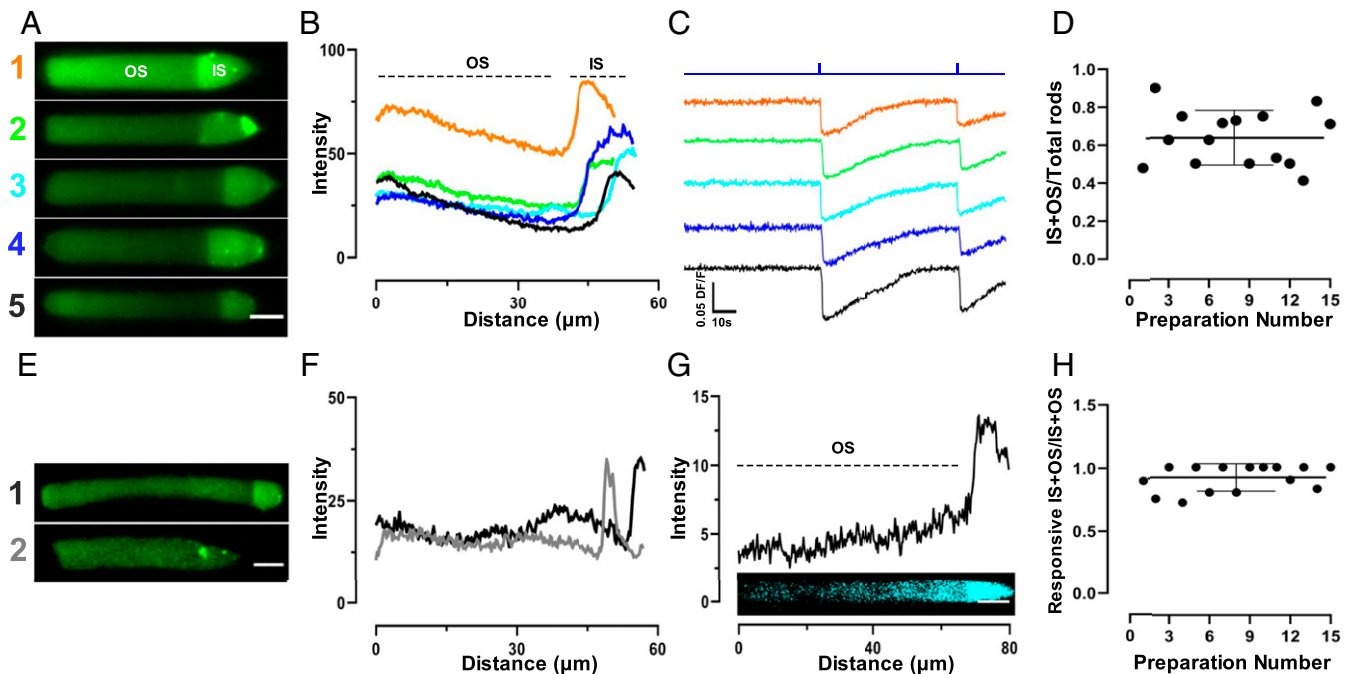 A
1
OS
IS
2
3
4
5
B
OS
IS
Intensity
100
50
0
0
30
60
Distance (µm)
C
0.05 DF/F
10s
D
IS+OS/Total rods
1.0
0.8
0.6
0.4
0.2
0.0
0
3
6
9
12
15
Preparation Number
E
1
2
F
Intensity
50
25
0
0
30
60
Distance (µm)
G
OS
Intensity
15
10
5
0
0
40
60
80
Distance (µm)
H
Responsive IS+OS/IS+OS
1.5
1.0
0.5
0.0
0
3
6
9
12
15
Preparation Number